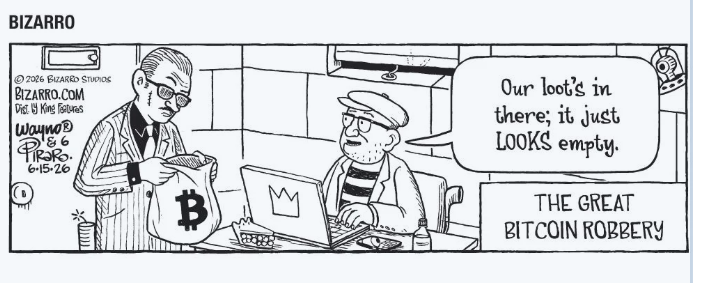 BIZARRO
© 2026 BIZARRO STUDIOS
BIZARRO.COM
Dist. by King Features
Wayno®
& 6
PIRARO.
6·15·26
₿
Our loot's in
there; it just
LOOKS empty.
THE GREAT
BITCOIN ROBBERY